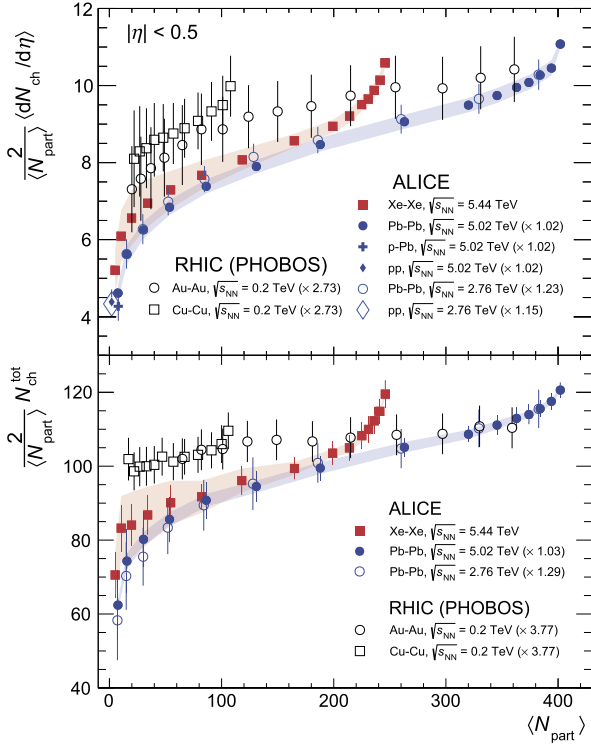 |η| < 0.5
2/⟨N_part⟩ ⟨dN_ch/dη⟩
12
10
8
6
4
ALICE
Xe-Xe, √s_NN = 5.44 TeV
Pb-Pb, √s_NN = 5.02 TeV (× 1.02)
p-Pb, √s_NN = 5.02 TeV (× 1.02)
pp, √s_NN = 5.02 TeV (× 1.02)
Pb-Pb, √s_NN = 2.76 TeV (× 1.23)
pp, √s_NN = 2.76 TeV (× 1.15)
RHIC (PHOBOS)
Au-Au, √s_NN = 0.2 TeV (× 2.73)
Cu-Cu, √s_NN = 0.2 TeV (× 2.73)
2/⟨N_part⟩ N_ch^tot
120
100
80
60
40
ALICE
Xe-Xe, √s_NN = 5.44 TeV
Pb-Pb, √s_NN = 5.02 TeV (× 1.03)
Pb-Pb, √s_NN = 2.76 TeV (× 1.29)
RHIC (PHOBOS)
Au-Au, √s_NN = 0.2 TeV (× 3.77)
Cu-Cu, √s_NN = 0.2 TeV (× 3.77)
0 100 200 300 400
⟨N_part⟩